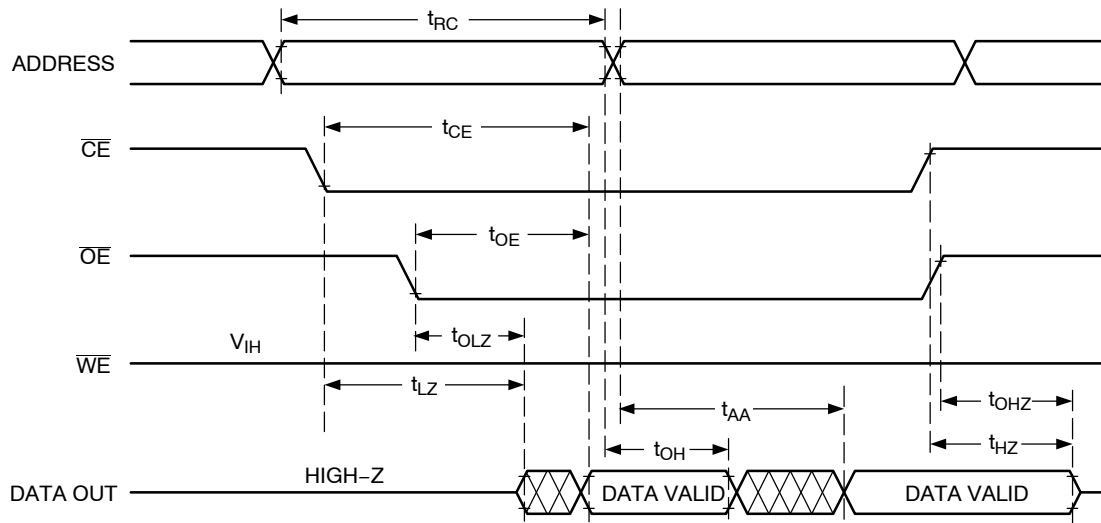 tRC
ADDRESS
tCE
CE
tOE
OE
tOLZ
VIH
WE
tLZ
tAA
tOHZ
tOH
tHZ
HIGH–Z
DATA OUT
DATA VALID
DATA VALID